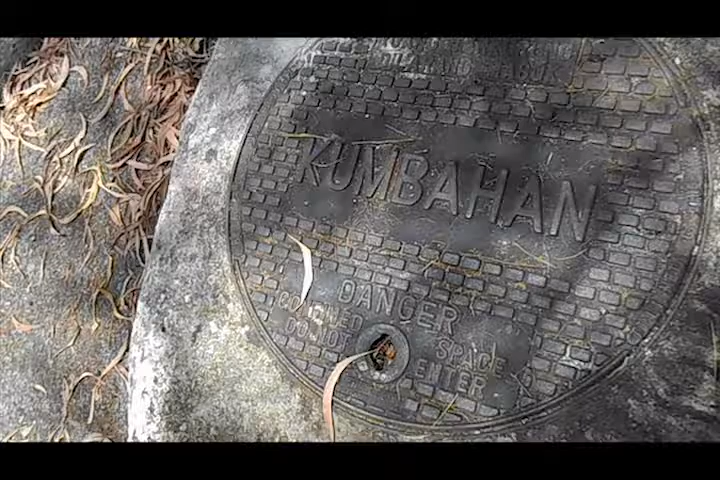 KUMBAHAN
DANGER
CONFINED SPACE
DO NOT ENTER